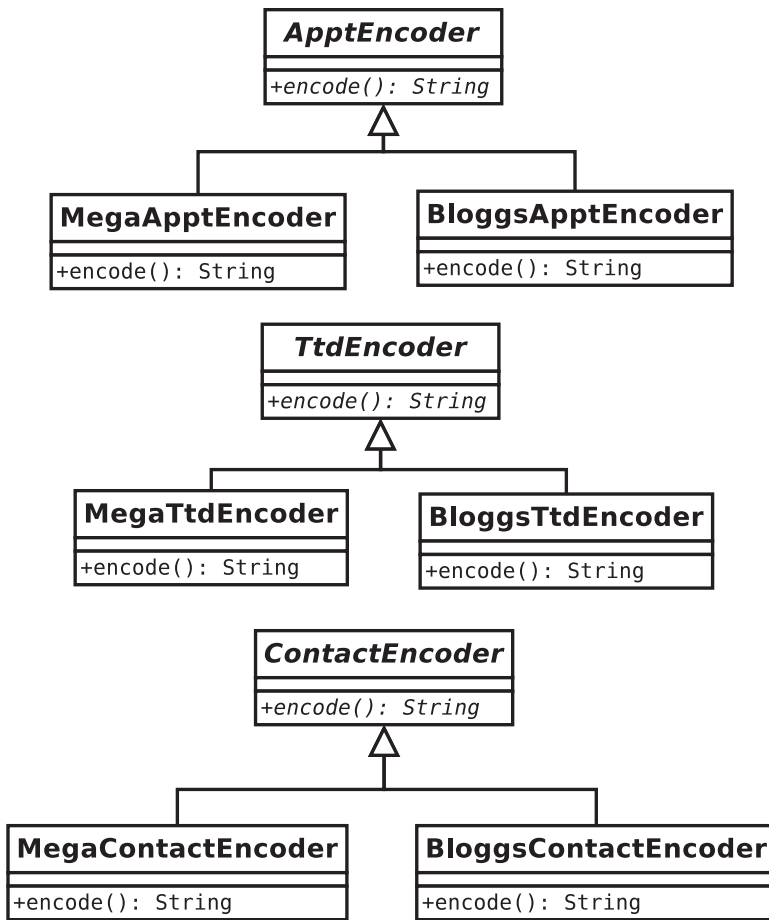 ApptEncoder
+encode(): String
MegaApptEncoder
+encode(): String
BloggsApptEncoder
+encode(): String
TtdEncoder
+encode(): String
MegaTtdEncoder
+encode(): String
BloggsTtdEncoder
+encode(): String
ContactEncoder
+encode(): String
MegaContactEncoder
+encode(): String
BloggsContactEncoder
+encode(): String